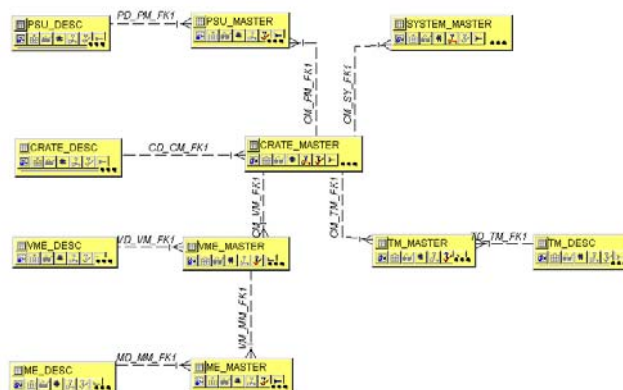 PSU_DESC
PD_PM_FK1
PSU_MASTER
SYSTEM_MASTER
CM_PM_FK1
CM_SY_FK1
CRATE_DESC
CD_CM_FK1
CRATE_MASTER
CM_VM_FK1
CM_TM_FK1
VME_DESC
VD_VM_FK1
VME_MASTER
TM_MASTER
TD_TM_FK1
TM_DESC
VM_MM_FK1
ME_DESC
MD_MM_FK1
ME_MASTER